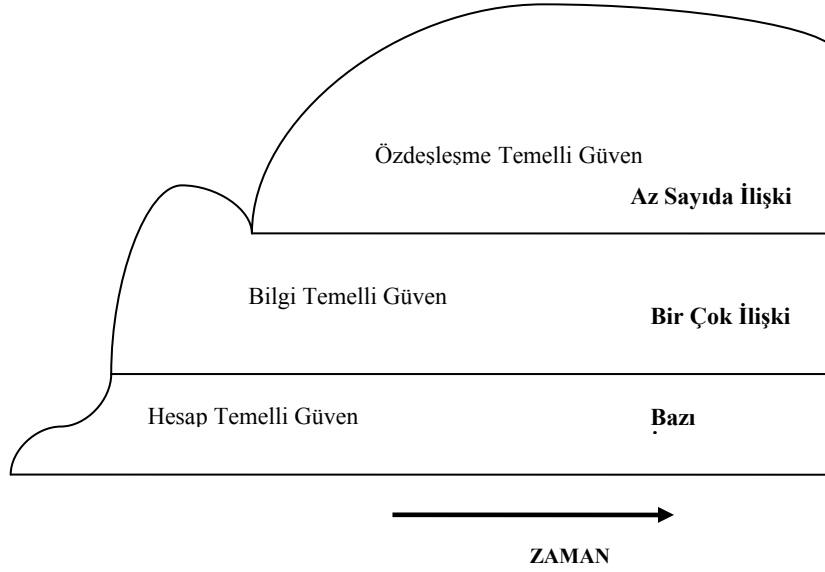 Özdeşleşme Temelli Güven
Az Sayıda İlişki
Bilgi Temelli Güven
Bir Çok İlişki
Hesap Temelli Güven
Bazı
ZAMAN